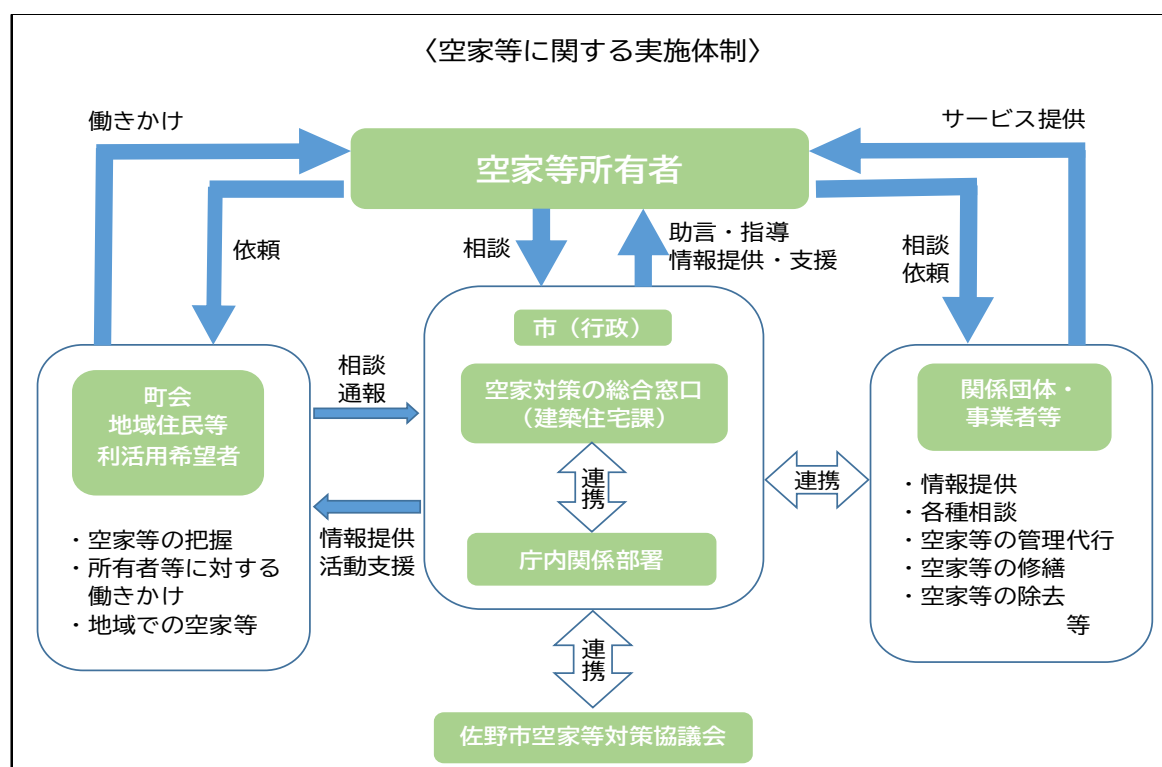 〈空家等に関する実施体制〉
働きかけ
サービス提供
空家等所有者
依頼
相談
助言・指導
情報提供・支援
相談
依頼
市（行政）
空家対策の総合窓口
（建築住宅課）
連携
庁内関係部署
町会
地域住民等
利活用希望者
・空家等の把握
・所有者等に対する
働きかけ
・地域での空家等
相談
通報
情報提供
活動支援
連携
関係団体・
事業者等
・情報提供
・各種相談
・空家等の管理代行
・空家等の修繕
・空家等の除去
等
連携
佐野市空家等対策協議会